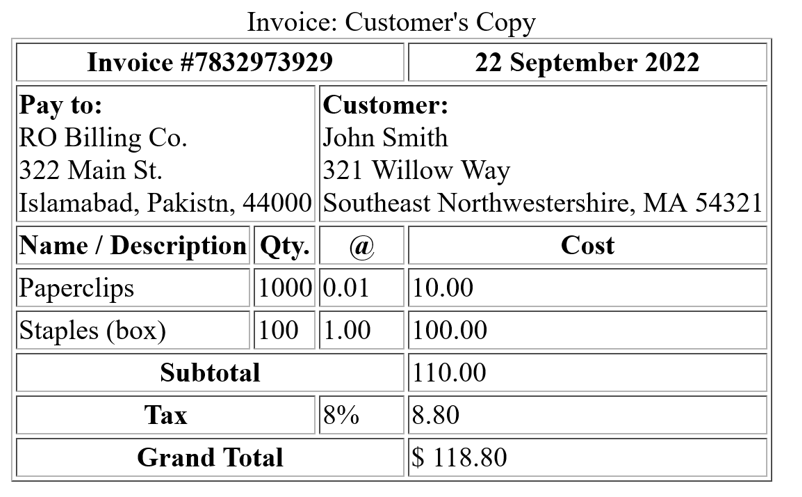 Invoice: Customer's Copy
Invoice #7832973929 22 September 2022
Pay to: Customer:
RO Billing Co. John Smith
322 Main St. 321 Willow Way
Islamabad, Pakistn, 44000 Southeast Northwestershire, MA 54321
Name / Description Qty. @ Cost
Paperclips 1000 0.01 10.00
Staples (box) 100 1.00 100.00
Subtotal 110.00
Tax 8% 8.80
Grand Total $ 118.80